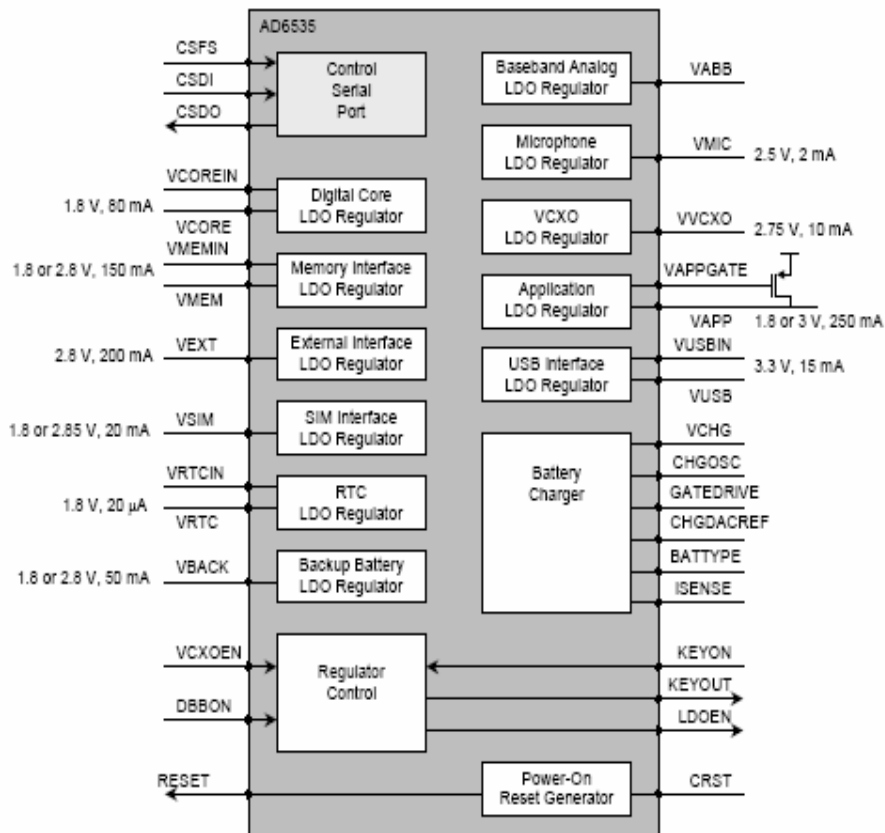 AD6535
CSFS
CSDI
CSDO
Control
Serial
Port
VCOREIN
1.8 V, 80 mA
VCORE
Digital Core
LDO Regulator
VMEMIN
1.8 or 2.8 V, 150 mA
VMEM
Memory Interface
LDO Regulator
2.8 V, 200 mA
VEXT
External Interface
LDO Regulator
1.8 or 2.85 V, 20 mA
VSIM
SIM Interface
LDO Regulator
VRTCIN
1.8 V, 20 µA
VRTC
RTC
LDO Regulator
1.8 or 2.8 V, 50 mA
VBACK
Backup Battery
LDO Regulator
VCXOEN
DBBON
Regulator
Control
RESET
Baseband Analog
LDO Regulator
VABB
Microphone
LDO Regulator
VMIC
2.5 V, 2 mA
VCXO
LDO Regulator
VVCXO
2.75 V, 10 mA
Application
LDO Regulator
VAPPGATE
VAPP
1.8 or 3 V, 250 mA
USB Interface
LDO Regulator
VUSBIN
3.3 V, 15 mA
VUSB
Battery
Charger
VCHG
CHGOSC
GATEDRIVE
CHGDACREF
BATTYPE
ISENSE
KEYON
KEYOUT
LDOEN
Power-On
Reset Generator
CRST